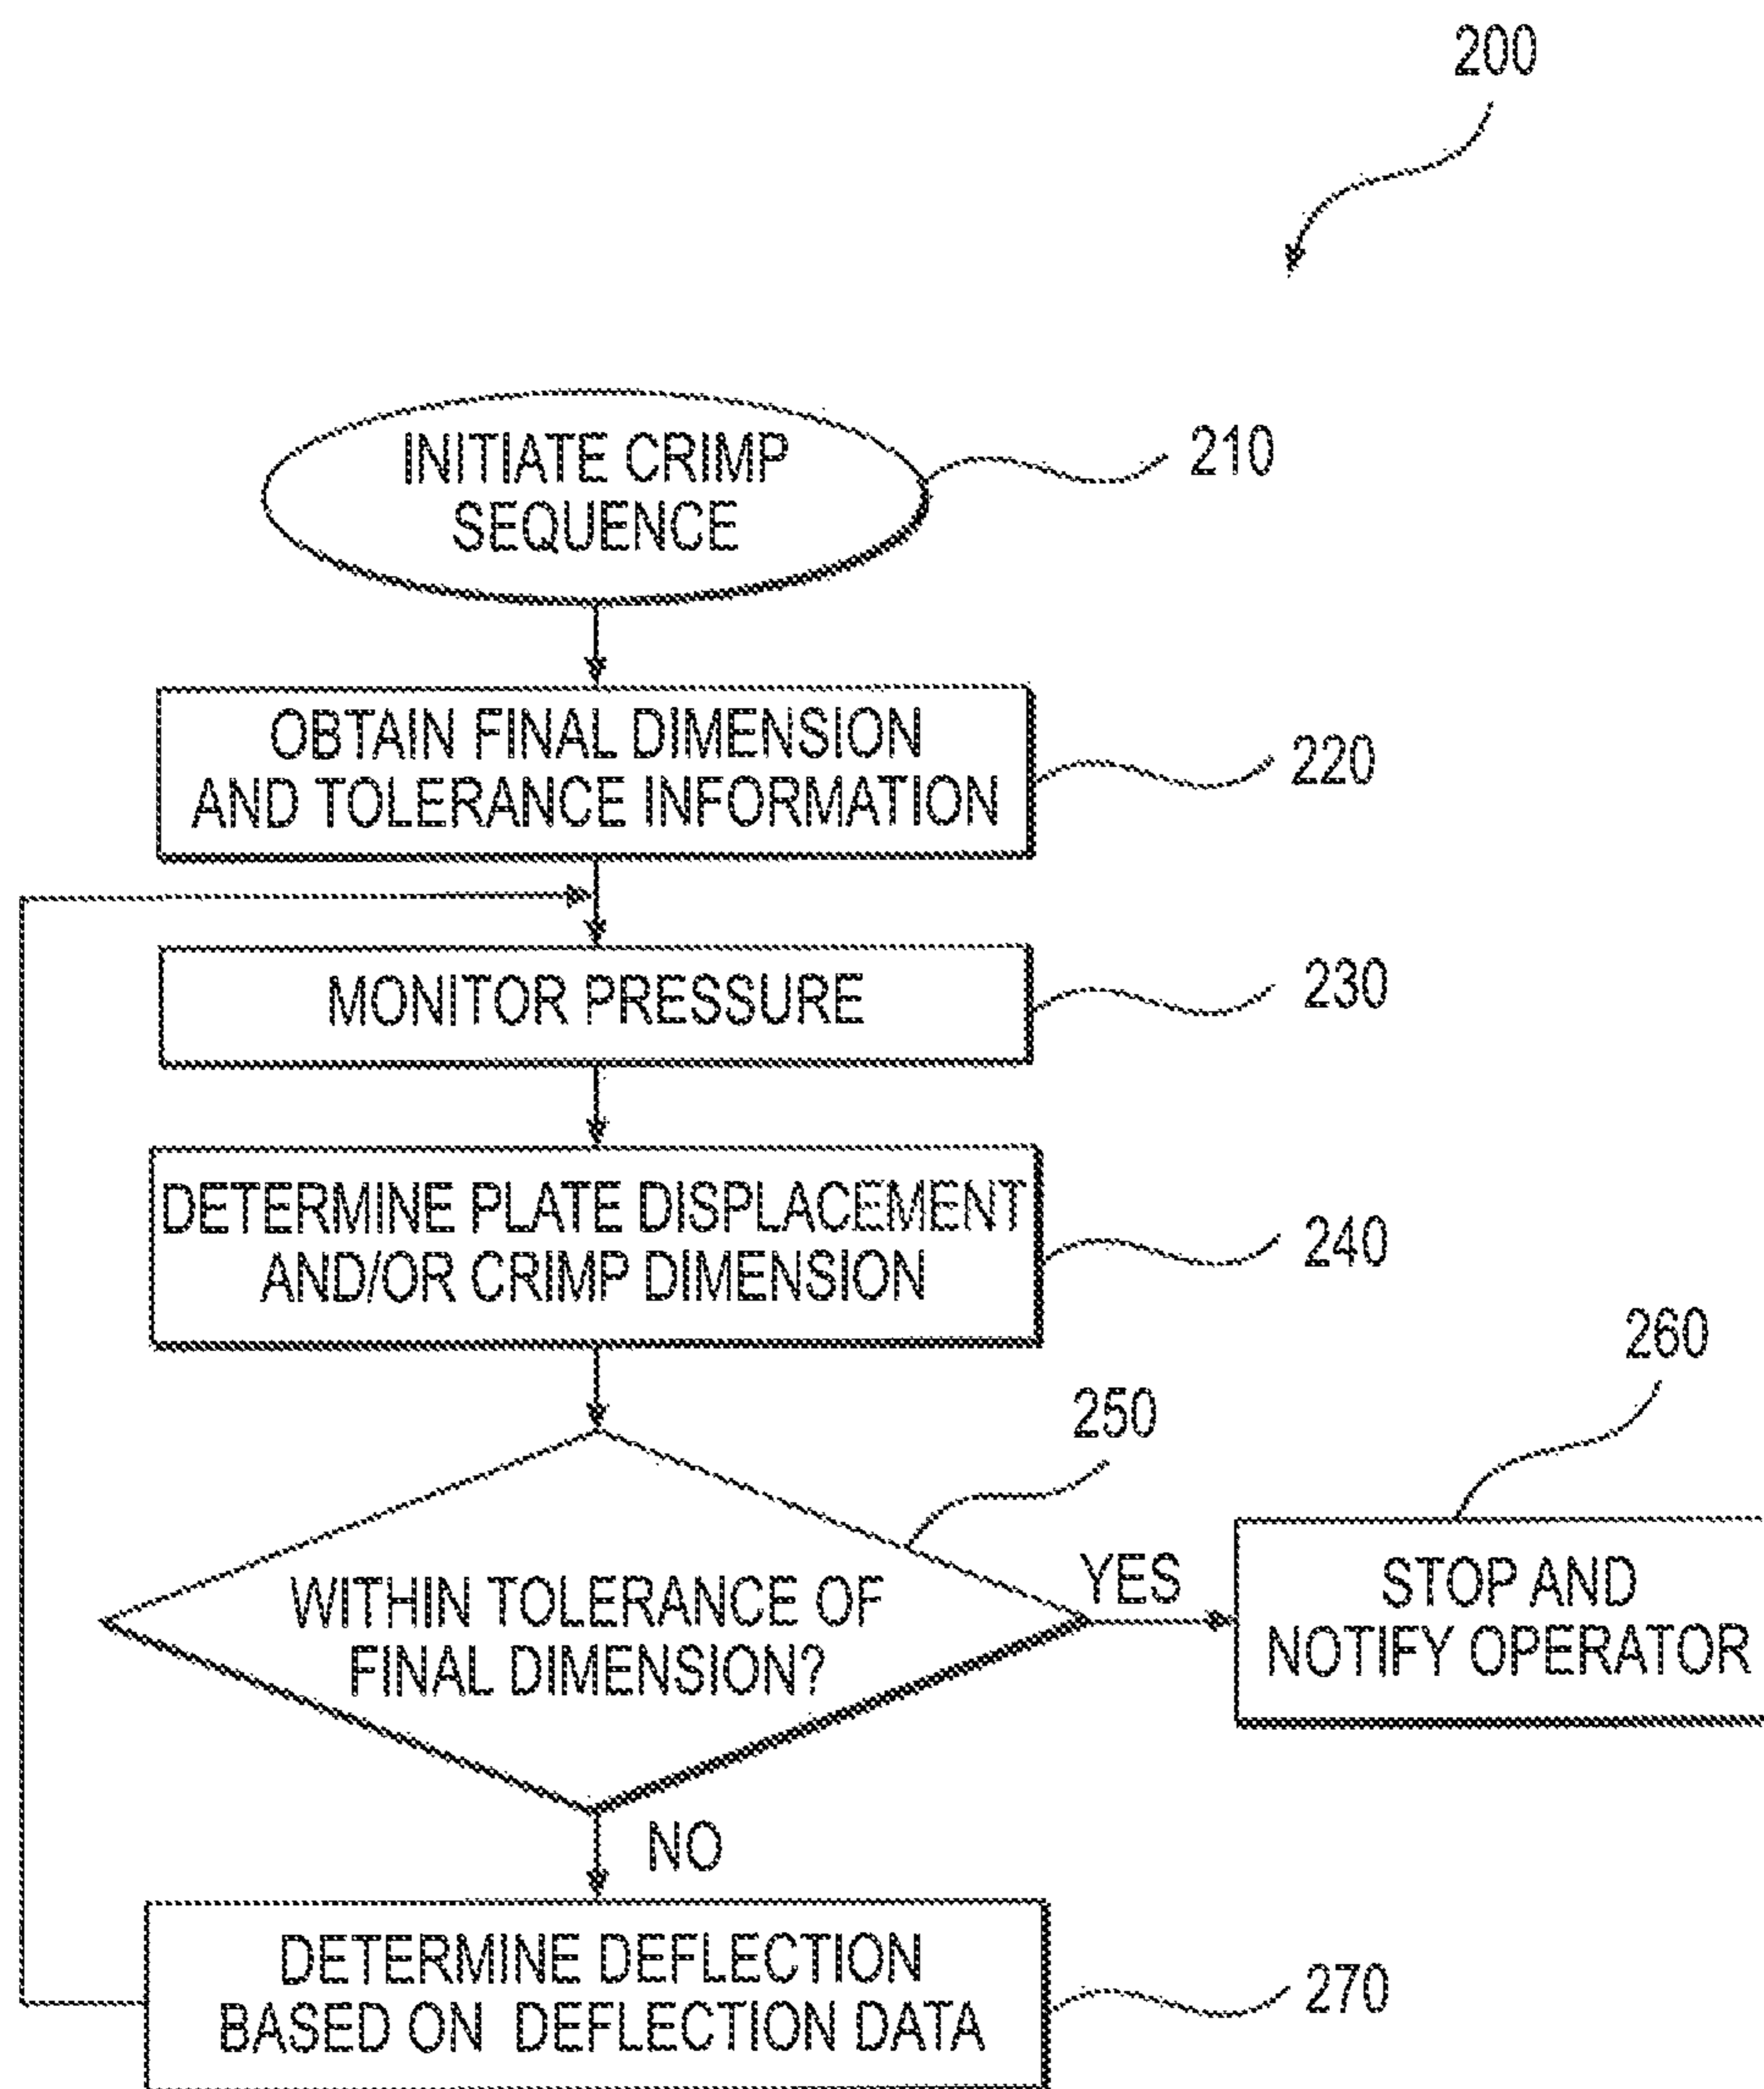 200
INITIATE CRIMP
SEQUENCE
210
OBTAIN FINAL DIMENSION
AND TOLERANCE INFORMATION
220
MONITOR PRESSURE
230
DETERMINE PLATE DISPLACEMENT
AND/OR CRIMP DIMENSION
240
250
WITHIN TOLERANCE OF
FINAL DIMENSION?
YES
260
STOP AND
NOTIFY OPERATOR
NO
DETERMINE DEFLECTION
BASED ON DEFLECTION DATA
270